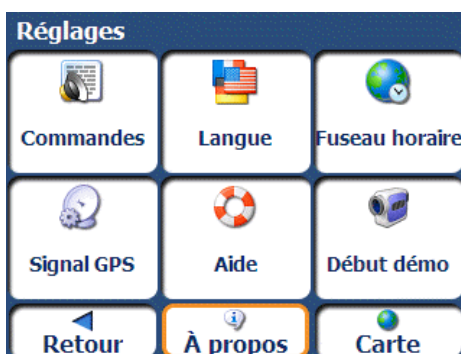 Réglages
Commandes
Langue
Fuseau horaire
Signal GPS
Aide
Début démo
Retour
À propos
Carte